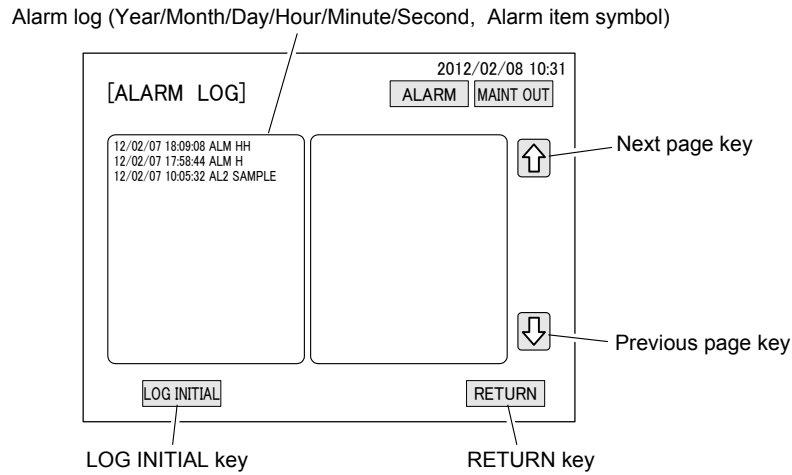 Alarm log (Year/Month/Day/Hour/Minute/Second, Alarm item symbol)
2012/02/08 10:31
[ALARM LOG]
ALARM
MAINT OUT
12/02/07 18:09:08 ALM HH
12/02/07 17:58:44 ALM H
12/02/07 10:05:32 AL2 SAMPLE
Next page key
Previous page key
LOG INITIAL
RETURN
LOG INITIAL key
RETURN key